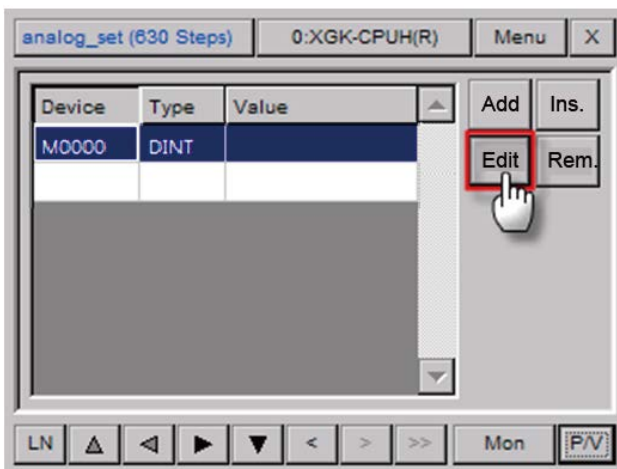 analog_set (630 Steps) 0:XGK-CPUH(R) Menu X
Device Type Value Add Ins.
M0000 DINT Edit Rem.
LN < > >> Mon P/V